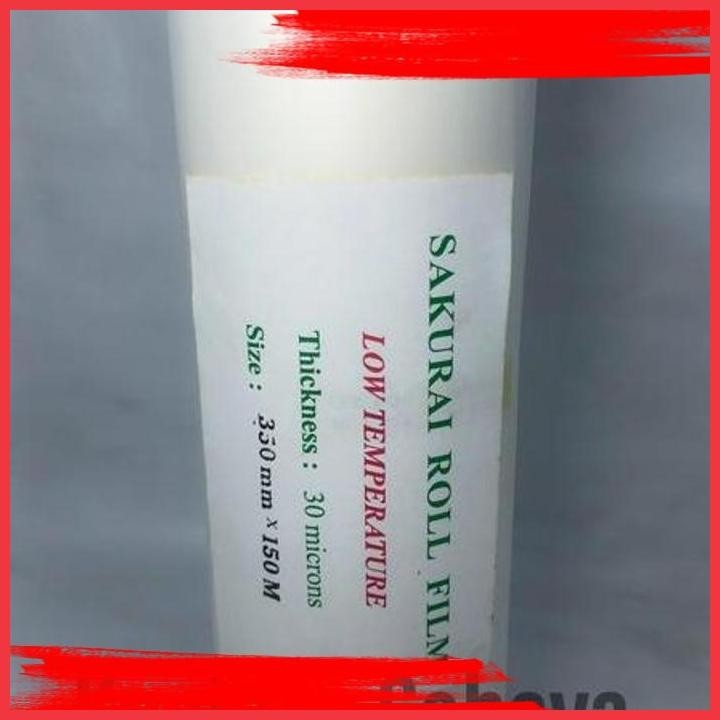 SAKURAI ROLL FILM
LOW TEMPERATURE
Thickness : 30 microns
Size : 350 mm x 150 M